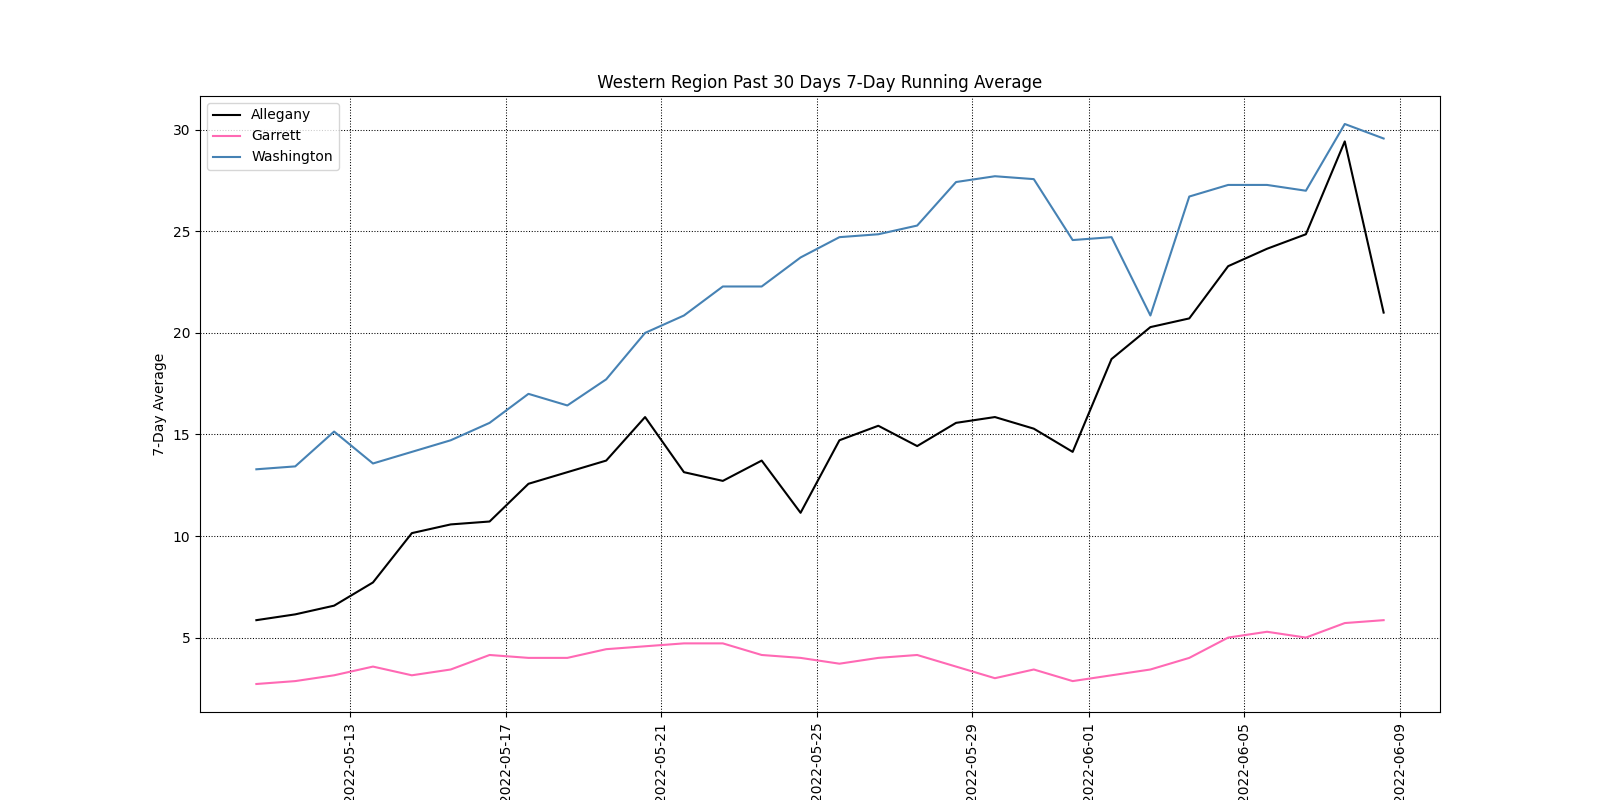 Western Region Past 30 Days 7-Day Running Average
Allegany
Garrett
Washington
30
25
20
15
10
5
7-Day Average
2022-05-13
2022-05-17
2022-05-21
2022-05-25
2022-05-29
2022-06-01
2022-06-05
2022-06-09